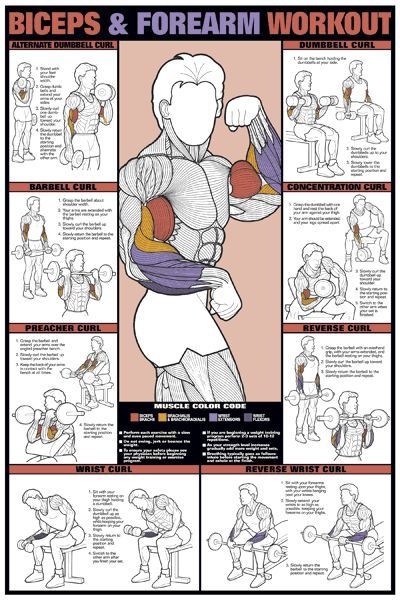 BICEPS & FOREARM WORKOUT
ALTERNATE DUMBBELL CURL
1. Stand with
your feet
shoulder
width.
2. Grasp dumb
bells and
extend your
arms at your
sides.
3. Slowly curl
one dumb
bell up
toward your
shoulder.
4. Slowly return
the dumbbell
to the
starting position and
alternate with the
other arm
DUMBBELL CURL
1. Sit on the bench holding the
dumbbells at your side.
2. Slowly curl the
dumbbells up to your
shoulders.
3. Slowly lower the
dumbbells to the
starting position
and repeat.
BARBELL CURL
1. Grasp the barbell about
shoulder width.
2. Your arms are extended with
the barbell resting on your
thighs.
3. Slowly curl the barbell up
toward your shoulders.
4. Slowly return the barbell to the
starting position and repeat.
CONCENTRATION CURL
1. Grasp the dumbbell with one
hand and rest the back of
your arm against your thigh.
2. Your arm should be extended,
and your legs spread apart.
3. Slowly curl the
dumbbell up
toward your
shoulder.
4. Slowly return
to the starting
position and
repeat.
5. Switch to the
other arm
when your
set is
finished.
PREACHER CURL
1. Grasp the barbell and
extend your arms over the
angled preacher bench.
2. Slowly curl the barbell up
toward your shoulders.
3. Keep the back of your arms
in contact with the
bench at all times.
4. Slowly return the
barbell to the
starting position
and repeat.
REVERSE CURL
1. Grasp the barbell with an overhand
grip, with your arms extended, and
the barbell resting on your thighs.
2. Slowly curl the barbell up toward
your shoulders.
3. Slowly return the barbell to the
starting position
and repeat.
MUSCLE COLOR CODE
BICEPS
BRACHII
BRACHIALIS
& BRACHIORADIALIS
WRIST
EXTENSORS
WRIST
FLEXORS
Perform each exercise with a slow
and even paced movement.
Do not swing, jerk or bounce the
weight.
To ensure your safety please see
your physician before beginning
any weight training or exercise
program.
If you are beginning a weight training
program perform 2-3 sets of 10-12
repetitions.
As your strength level increases
gradually add more weight and sets.
Breathing typically goes as follows:
inhale before starting the movement
and exhale at the finish.
WRIST CURL
1. Sit with your
forearm
resting on your
thigh holding
a dumbbell.
2. Slowly curl the
dumbbell up
as high as
possible,
while keeping your
forearm on your
thigh.
3. Slowly return
to the starting
position and
repeat.
4. Switch to the
other arm after
you finish your set.
REVERSE WRIST CURL
1. Sit with your forearms
resting upon your
thighs, with your wrists
hanging past your
knees.
2. Slowly extend
your wrists to
as high as
possible,
keeping your
forearms on
your thighs.
3. Slowly return the
barbell to the
starting position
and repeat.